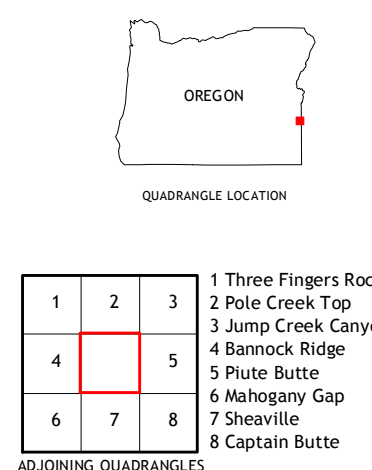 OREGON
QUADRANGLE LOCATION
1 2 3
4 5
6 7 8
1 Three Fingers Roc
2 Pole Creek Top
3 Jump Creek Canyo
4 Bannock Ridge
5 Piute Butte
6 Mahogany Gap
7 Sheaville
8 Captain Butte
ADJOINING QUADRANGLES